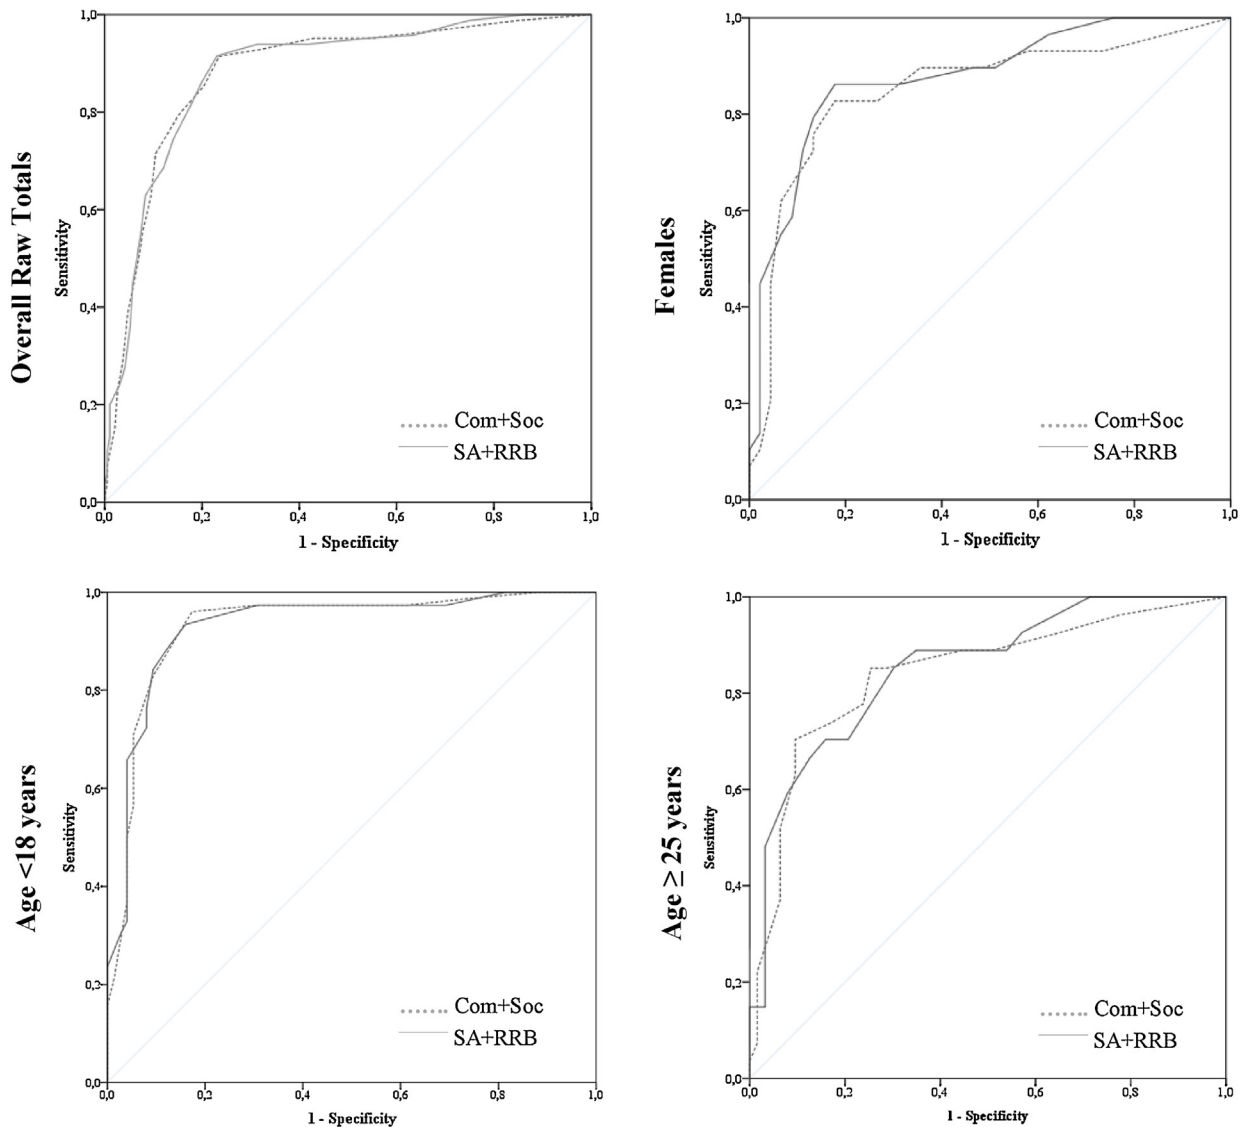 Overall Raw Totals
Sensitivity
1,0
0,8
0,6
0,4
0,2
0,0
Com+Soc
SA+RRB
0,0 0,2 0,4 0,6 0,8 1,0
1 - Specificity
Females
Sensitivity
1,0
0,8
0,6
0,4
0,2
0,0
Com+Soc
SA+RRB
0,0 0,2 0,4 0,6 0,8 1,0
1 - Specificity
Age <18 years
Sensitivity
1,0
0,8
0,6
0,4
0,2
0,0
Com+Soc
SA+RRB
0,0 0,2 0,4 0,6 0,8 1,0
1 - Specificity
Age ≥ 25 years
Sensitivity
1,0
0,8
0,6
0,4
0,2
0,0
Com+Soc
SA+RRB
0,0 0,2 0,4 0,6 0,8 1,0
1 - Specificity